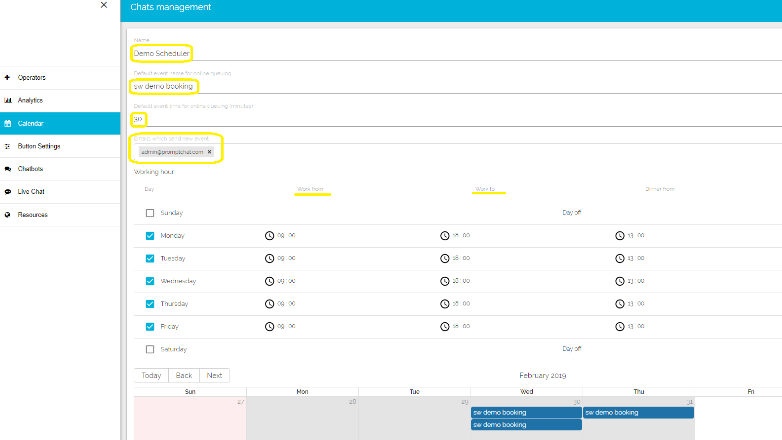 ×
Chats management
Name
Demo Scheduler
Operators
Default event name for online queuing
sw demo booking
Analytics
Default event time for online queuing (minutes)
30
Calendar
Emails for on send new event
admin@promptchat.com ×
Button Settings
Chatbots
Working hour
Live Chat
Day Work from Work to Dinner from
Resources
Sunday Day off
Monday 09 : 00 18 : 00 13 : 00
Tuesday 09 : 00 18 : 00 13 : 00
Wednesday 09 : 00 18 : 00 13 : 00
Thursday 09 : 00 18 : 00 13 : 00
Friday 09 : 00 18 : 00 13 : 00
Saturday Day off
Today Back Next February 2019
Sun Mon Tue Wed Thu Fri
27 28 29 30 31
sw demo booking sw demo booking
sw demo booking